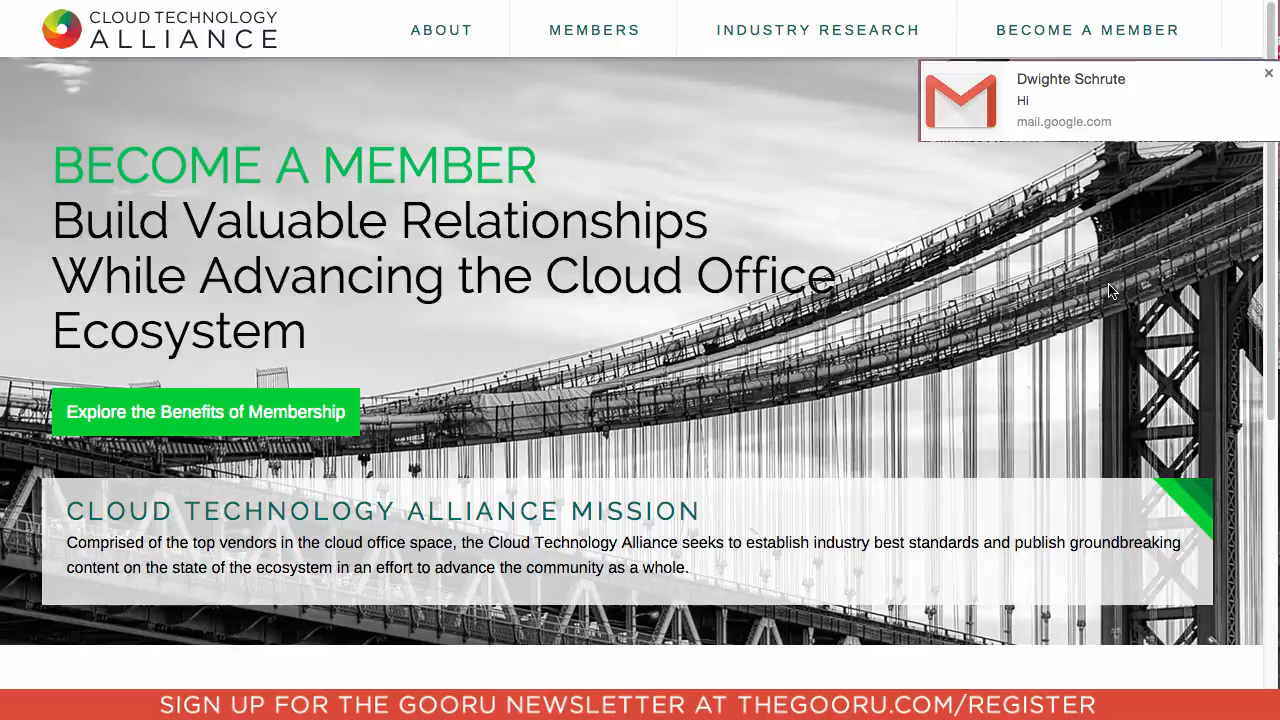 CLOUD TECHNOLOGY
ALLIANCE
ABOUT
MEMBERS
INDUSTRY RESEARCH
BECOME A MEMBER
Dwighte Schrute
Hi
mail.google.com
BECOME A MEMBER
Build Valuable Relationships
While Advancing the Cloud Office
Ecosystem
Explore the Benefits of Membership
CLOUD TECHNOLOGY ALLIANCE MISSION
Comprised of the top vendors in the cloud office space, the Cloud Technology Alliance seeks to establish industry best standards and publish groundbreaking
content on the state of the ecosystem in an effort to advance the community as a whole.
SIGN UP FOR THE GOORU NEWSLETTER AT THEGOORU.COM/REGISTER